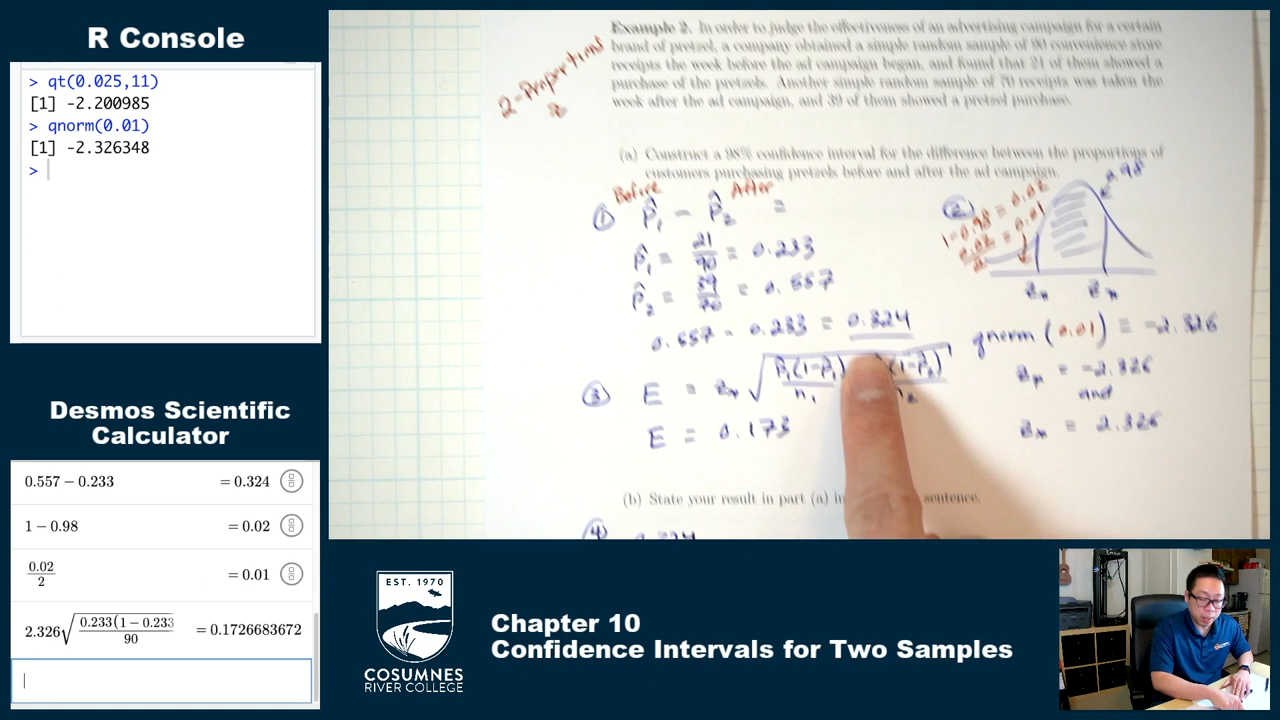 R Console
> qt(0.025,11)
[1] -2.200985
> qnorm(0.01)
[1] -2.326348
>
Desmos Scientific
Calculator
0.557 − 0.233 = 0.324
1 − 0.98 = 0.02
0.02/2 = 0.01
2.326√(0.233(1 − 0.233/90 = 0.1726683672
2-Proportions
z
Example 2. In order to judge the effectiveness of an advertising campaign for a certain
brand of pretzel, a company obtained a simple random sample of 90 convenience store
receipts the week before the ad campaign began, and found that 21 of them showed a
purchase of the pretzels. Another simple random sample of 70 receipts was taken the
week after the ad campaign, and 39 of them showed a pretzel purchase.
(a) Construct a 98% confidence interval for the difference between the proportions of
customers purchasing pretzels before and after the ad campaign.
Before After
① p̂₁ − p̂₂ =
p̂₁ = 21/90 = 0.233
p̂₂ = 39/70 = 0.557
0.557 − 0.233 = 0.324
② .98
1−0.98 = 0.02
0.02/2 = 0.01
z* z*
qnorm (0.01) = −2.326
z* = −2.326
and
z* = 2.326
③ E = z* √ p̂₁(1−p̂₁)/n₁ (1−p̂₂)/n₂
E = 0.173
(b) State your result in part (a) in sentence.
④ 0.324
EST. 1970
COSUMNES
RIVER COLLEGE
Chapter 10
Confidence Intervals for Two Samples